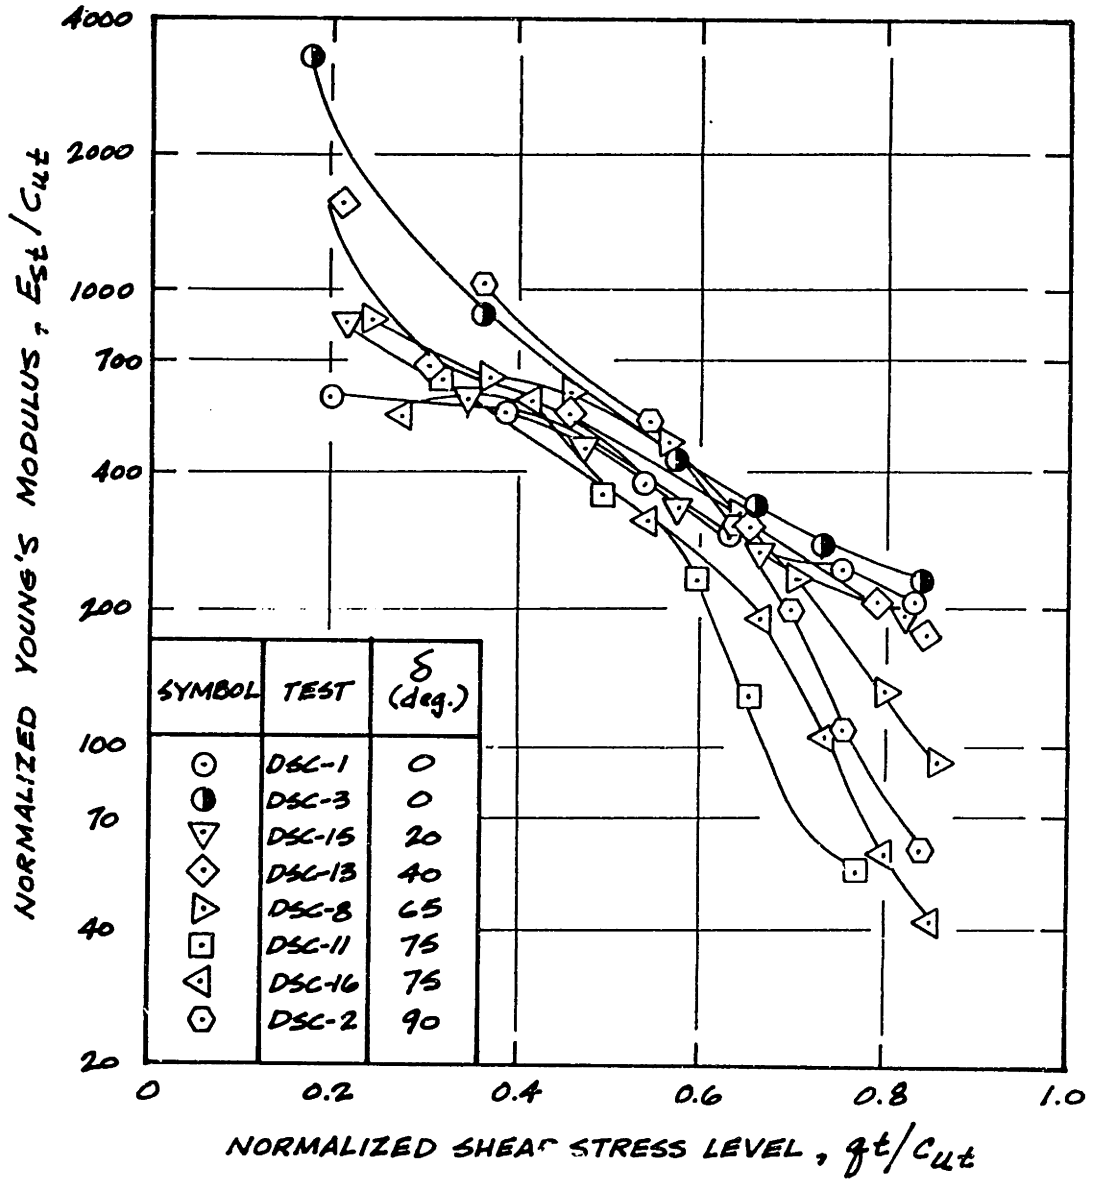 4000
2000
1000
700
400
200
100
70
40
20
NORMALIZED YOUNG'S MODULUS, Est/Cut
SYMBOL TEST δ (deg.)
DSC-1 0
DSC-3 0
DSC-15 20
DSC-13 40
DSC-8 65
DSC-11 75
DSC-16 75
DSC-2 90
0 0.2 0.4 0.6 0.8 1.0
NORMALIZED SHEAR STRESS LEVEL, qt/Cut